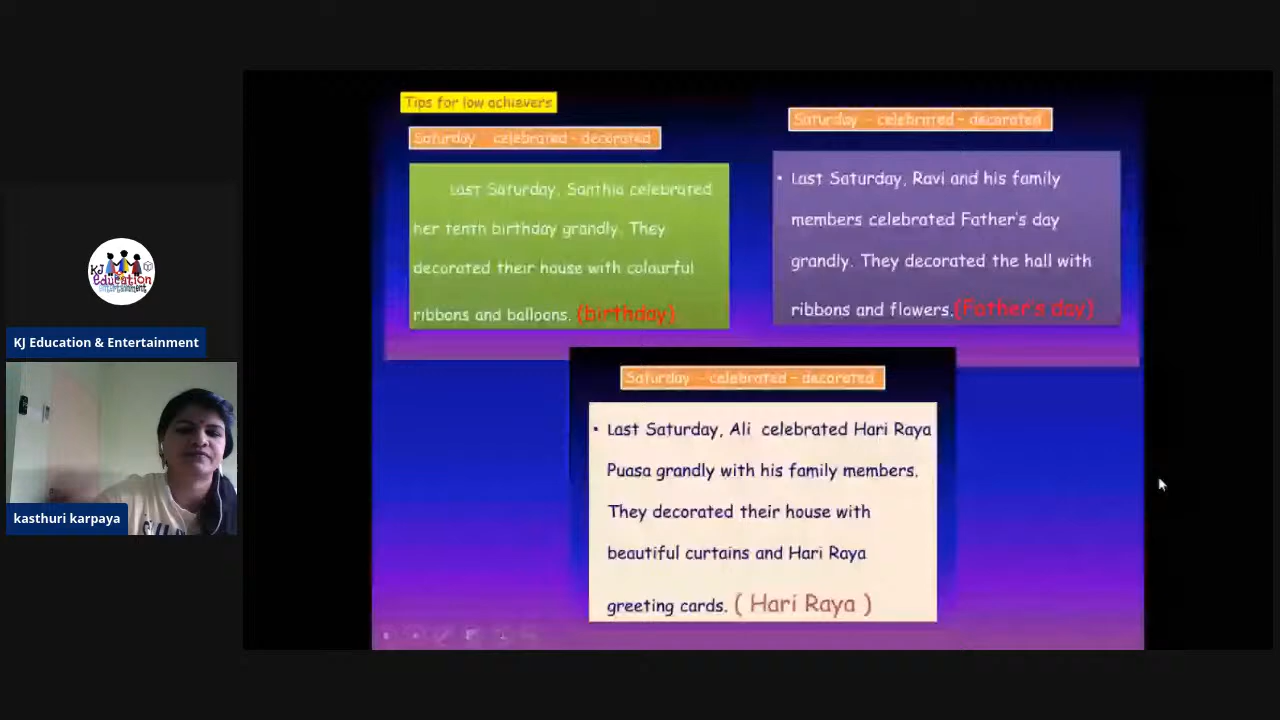 Tips for low achievers
Saturday - celebrated - decorated
Last Saturday, Santhia celebrated
her tenth birthday grandly. They
decorated their house with colourful
ribbons and balloons. (birthday)
Saturday - celebrated - decorated
• Last Saturday, Ravi and his family
members celebrated Father's day
grandly. They decorated the hall with
ribbons and flowers.(Father's day)
Saturday - celebrated - decorated
• Last Saturday, Ali celebrated Hari Raya
Puasa grandly with his family members.
They decorated their house with
beautiful curtains and Hari Raya
greeting cards. ( Hari Raya )
KJ
Education
Entertainment
KJ Education & Entertainment
kasthuri karpaya